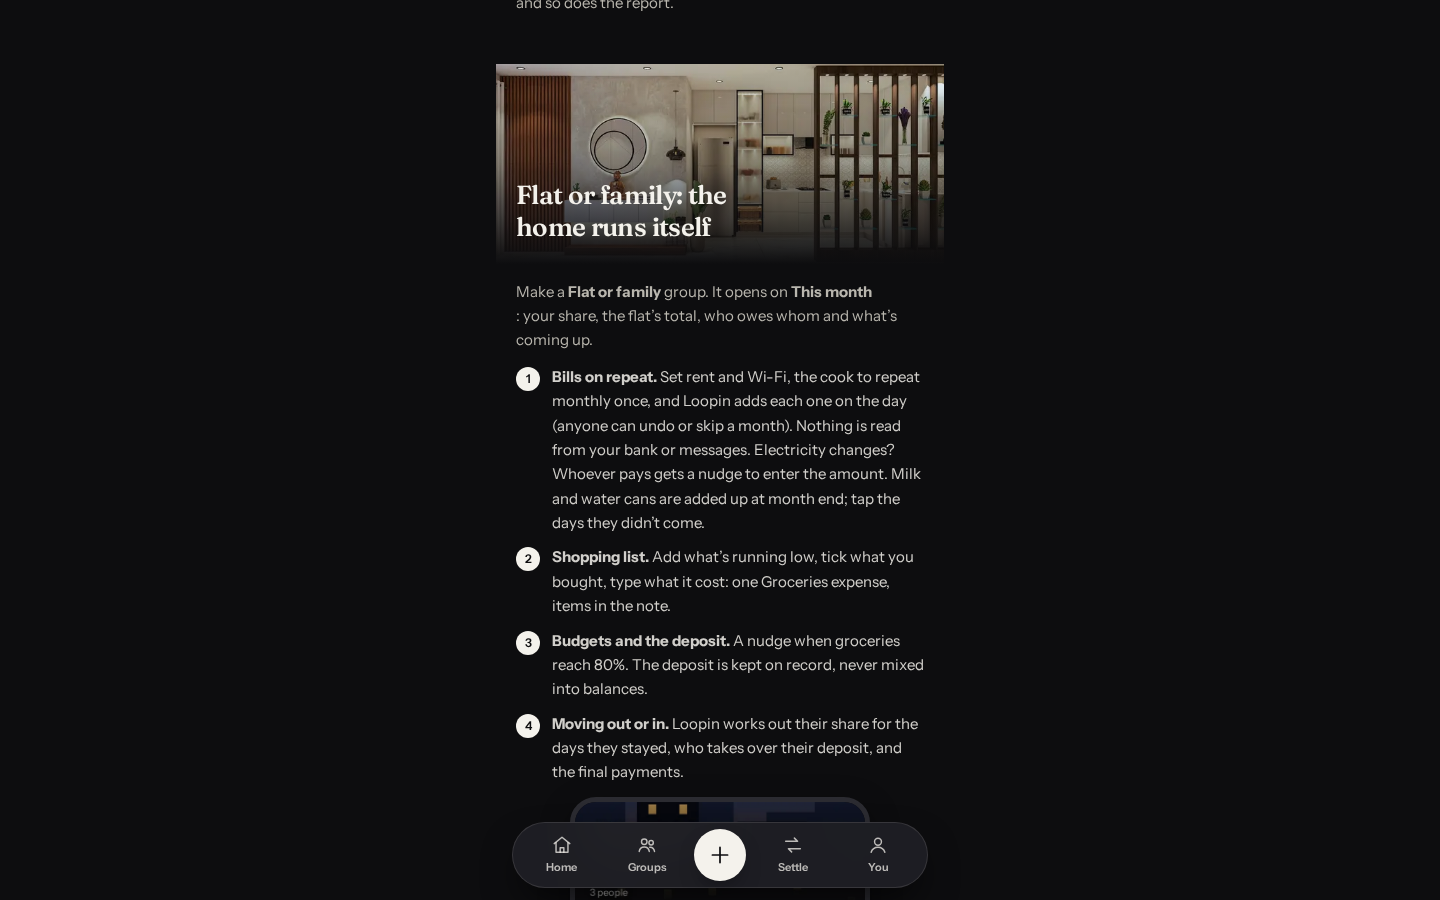 and so does the report.
Flat or family: the
home runs itself
Make a Flat or family group. It opens on This month
: your share, the flat’s total, who owes whom and what’s
coming up.
1 Bills on repeat. Set rent and Wi-Fi, the cook to repeat
monthly once, and Loopin adds each one on the day
(anyone can undo or skip a month). Nothing is read
from your bank or messages. Electricity changes?
Whoever pays gets a nudge to enter the amount. Milk
and water cans are added up at month end; tap the
days they didn’t come.
2 Shopping list. Add what’s running low, tick what you
bought, type what it cost: one Groceries expense,
items in the note.
3 Budgets and the deposit. A nudge when groceries
reach 80%. The deposit is kept on record, never mixed
into balances.
4 Moving out or in. Loopin works out their share for the
days they stayed, who takes over their deposit, and
the final payments.
Home Groups Settle You
3 people